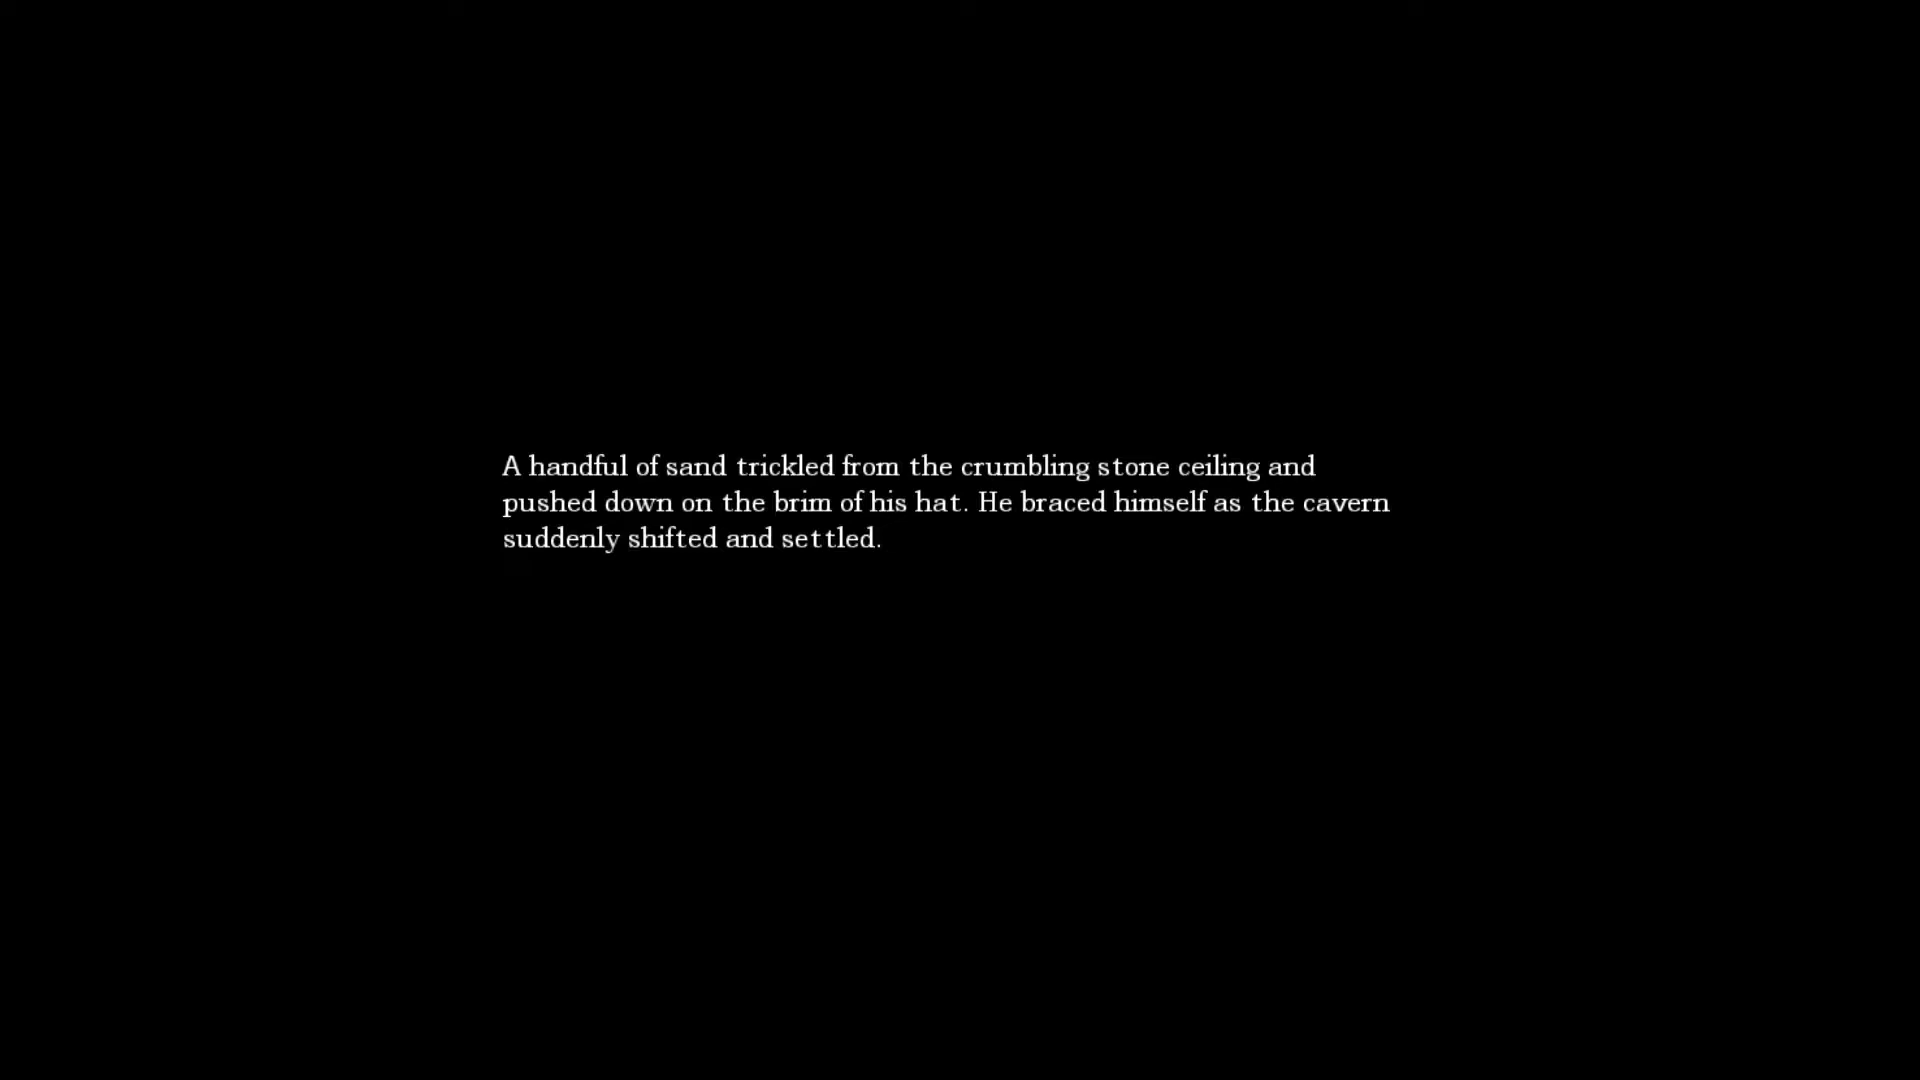 A handful of sand trickled from the crumbling stone ceiling and
pushed down on the brim of his hat. He braced himself as the cavern
suddenly shifted and settled.